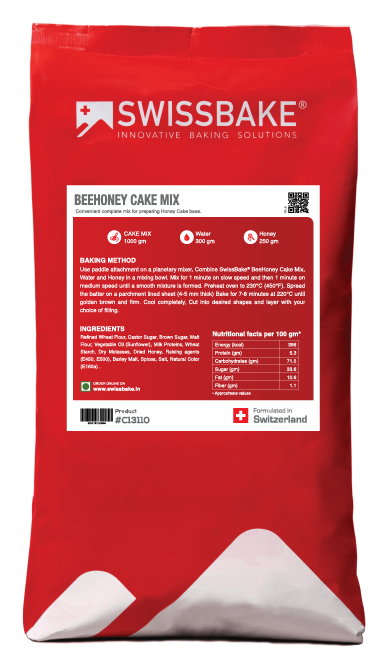 SWISSBAKE®
INNOVATIVE BAKING SOLUTIONS
BEEHONEY CAKE MIX
Convenient complete mix for preparing Honey Cake base.
CAKE MIX
1000 gm
Water
300 gm
Honey
250 gm
BAKING METHOD
Use paddle attachment on a planetary mixer. Combine SwissBake® BeeHoney Cake Mix,
Water and Honey in a mixing bowl. Mix for 1 minute on slow speed and then 1 minute on
medium speed until a smooth mixture is formed. Preheat oven to 230°C (450°F). Spread
the batter on a parchment lined sheet (4-5 mm thick) Bake for 7-8 minutes at 220°C until
golden brown and firm. Cool completely, Cut into desired shapes and layer with your
choice of filling.
INGREDIENTS
Refined Wheat Flour, Castor Sugar, Brown Sugar, Malt
Flour, Vegetable Oil (Sunflower), Milk Proteins, Wheat
Starch, Dry Molasses, Dried Honey, Raising agents
(E450, E500), Barley Malt, Spices, Salt, Natural Color
(E160a).
ORDER ONLINE ON
www.swissbake.in
Nutritional facts per 100 gm*
Energy (kcal) 396
Protein (gm) 6.3
Carbohydrate (gm) 71.5
Sugar (gm) 33.6
Fat (gm) 10.6
Fiber (gm) 1.1
* Approximate values
Product
#C13110
Formulated in
Switzerland